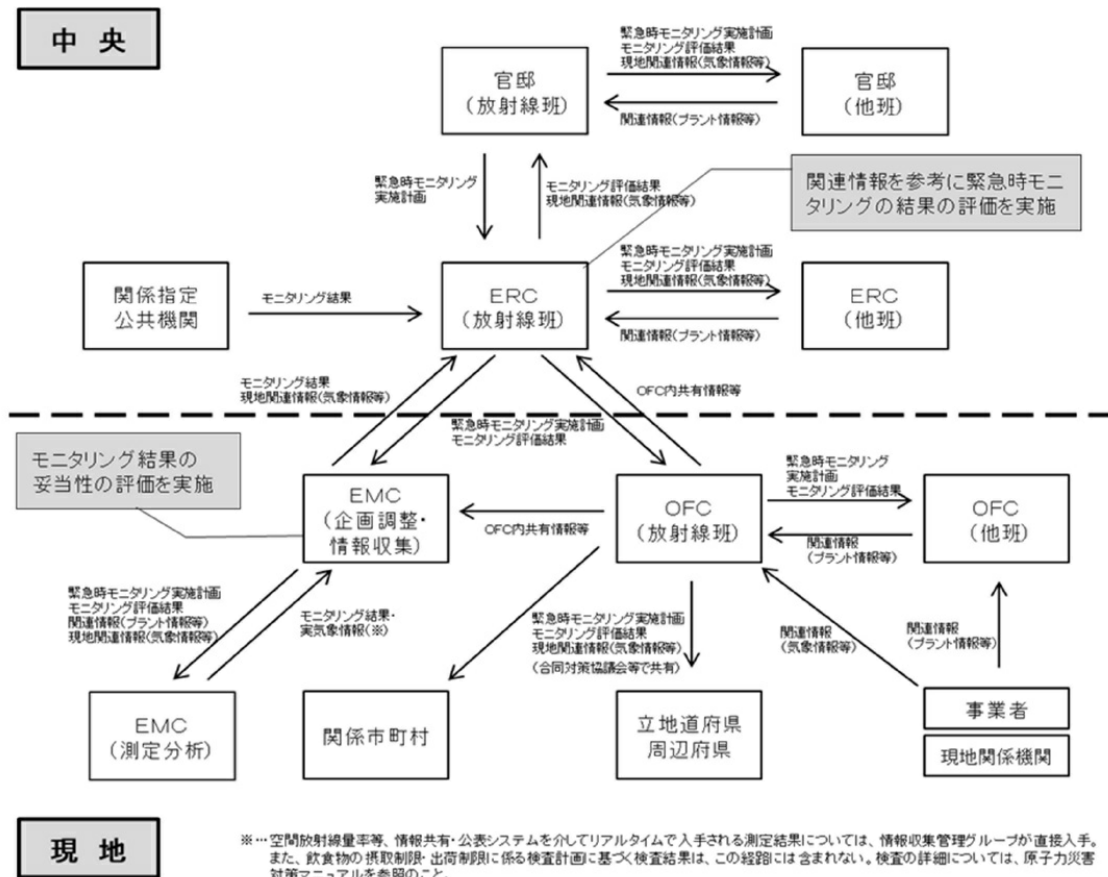 中 央
緊急時モニタリング実施計画
モニタリング評価結果
現地関連情報(気象情報等)
官邸
(放射線班)
官邸
(他班)
関連情報(プラント情報等)
緊急時モニタリング
実施計画
モニタリング評価結果
現地関連情報(気象情報等)
関連情報を参考に緊急時モニ
タリングの結果の評価を実施
緊急時モニタリング実施計画
モニタリング評価結果
現地関連情報(気象情報等)
関係指定
公共機関
モニタリング結果
ERC
(放射線班)
ERC
(他班)
関連情報(プラント情報等)
モニタリング結果
現地関連情報(気象情報等)
OFC内共有情報等
緊急時モニタリング実施計画
モニタリング評価結果
モニタリング結果の
妥当性の評価を実施
緊急時モニタリング
実施計画
モニタリング評価結果
EMC
(企画調整・
情報収集)
OFC内共有情報等
OFC
(放射線班)
OFC
(他班)
関連情報
(プラント情報等)
緊急時モニタリング実施計画
モニタリング評価結果
関連情報(プラント情報等)
現地関連情報(気象情報等)
モニタリング結果・
実気象情報(※)
緊急時モニタリング実施計画
モニタリング評価結果
現地関連情報(気象情報等)
(合同対策協議会等で共有)
関連情報
(気象情報等)
関連情報
(プラント情報等)
EMC
(測定分析)
関係市町村
立地道府県
周辺府県
事業者
現地関係機関
現 地
※…空間放射線量率等、情報共有・公表システムを介してリアルタイムで入手される測定結果については、情報収集管理グループが直接入手。
また、飲食物の摂取制限・出荷制限に係る検査計画に基づく検査結果は、この経路には含まれない。検査の詳細については、原子力災害
対策マニュアルを参照のこと。